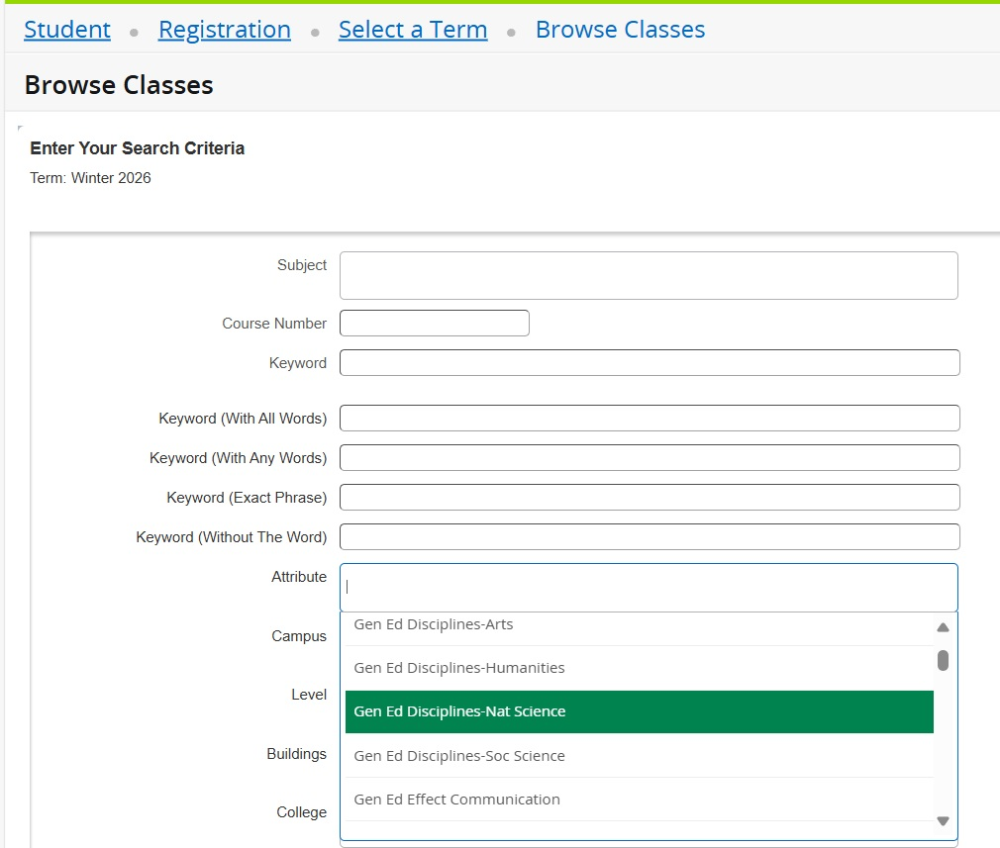 Student • Registration • Select a Term • Browse Classes
Browse Classes
Enter Your Search Criteria
Term: Winter 2026
Subject
Course Number
Keyword
Keyword (With All Words)
Keyword (With Any Words)
Keyword (Exact Phrase)
Keyword (Without The Word)
Attribute
Gen Ed Disciplines-Arts
Campus
Gen Ed Disciplines-Humanities
Level
Gen Ed Disciplines-Nat Science
Buildings
Gen Ed Disciplines-Soc Science
Gen Ed Effect Communication
College